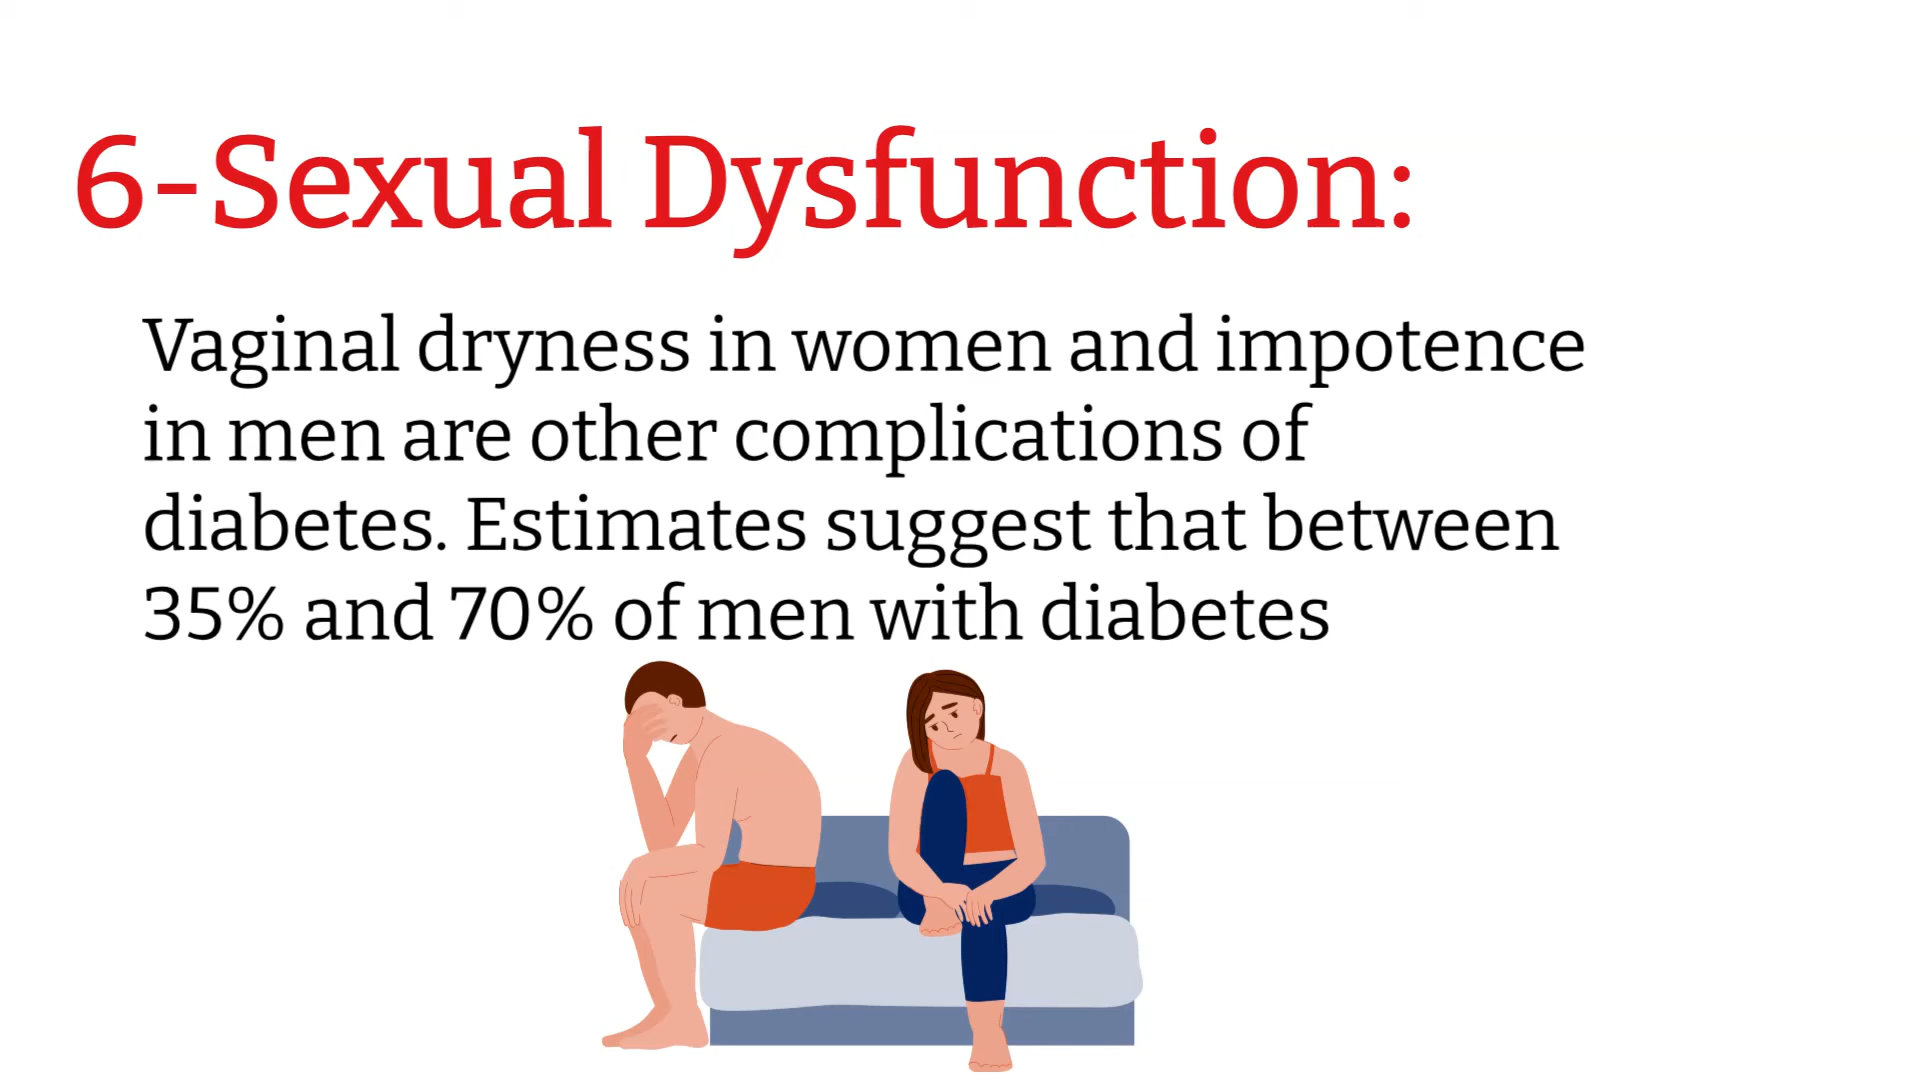 6-Sexual Dysfunction:
Vaginal dryness in women and impotence
in men are other complications of
diabetes. Estimates suggest that between
35% and 70% of men with diabetes